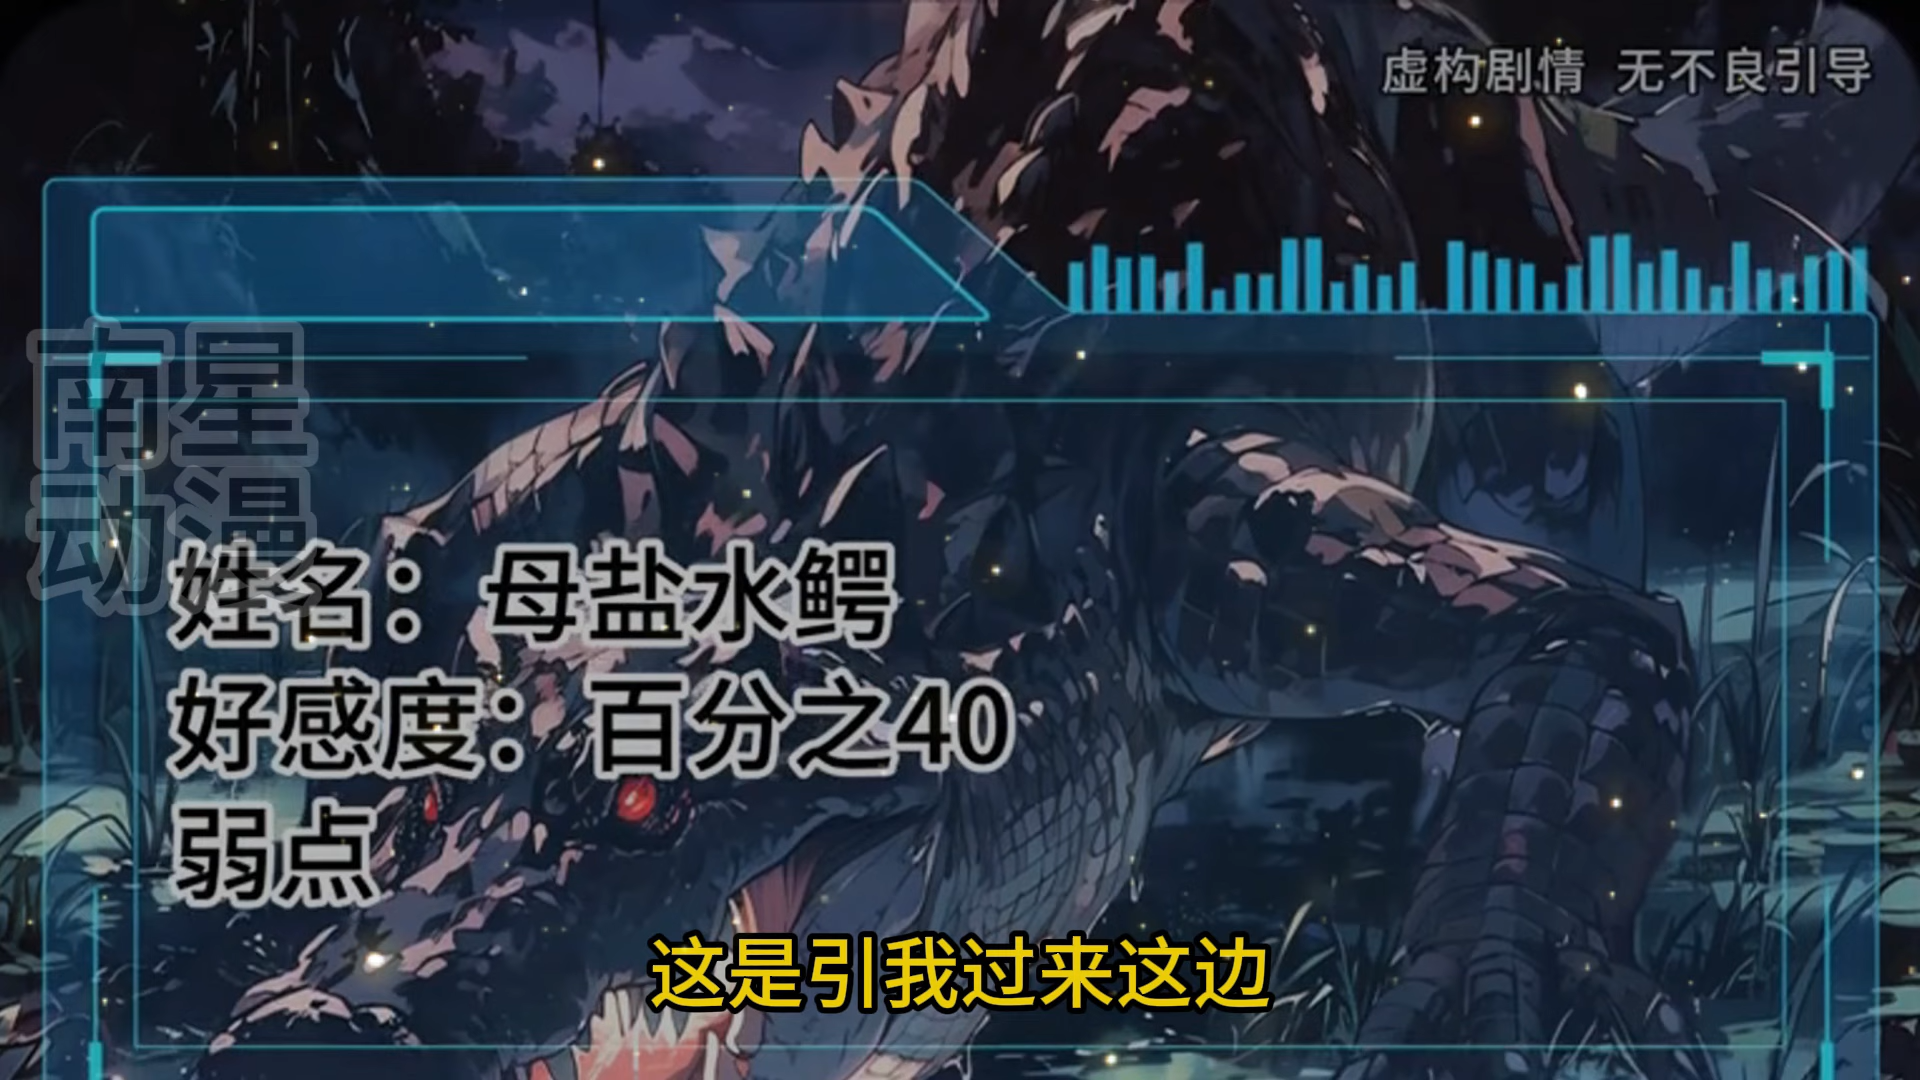 虚构剧情 无不良引导
南星
动漫
姓名：母盐水鳄
好感度：百分之40
弱点
这是引我过来这边